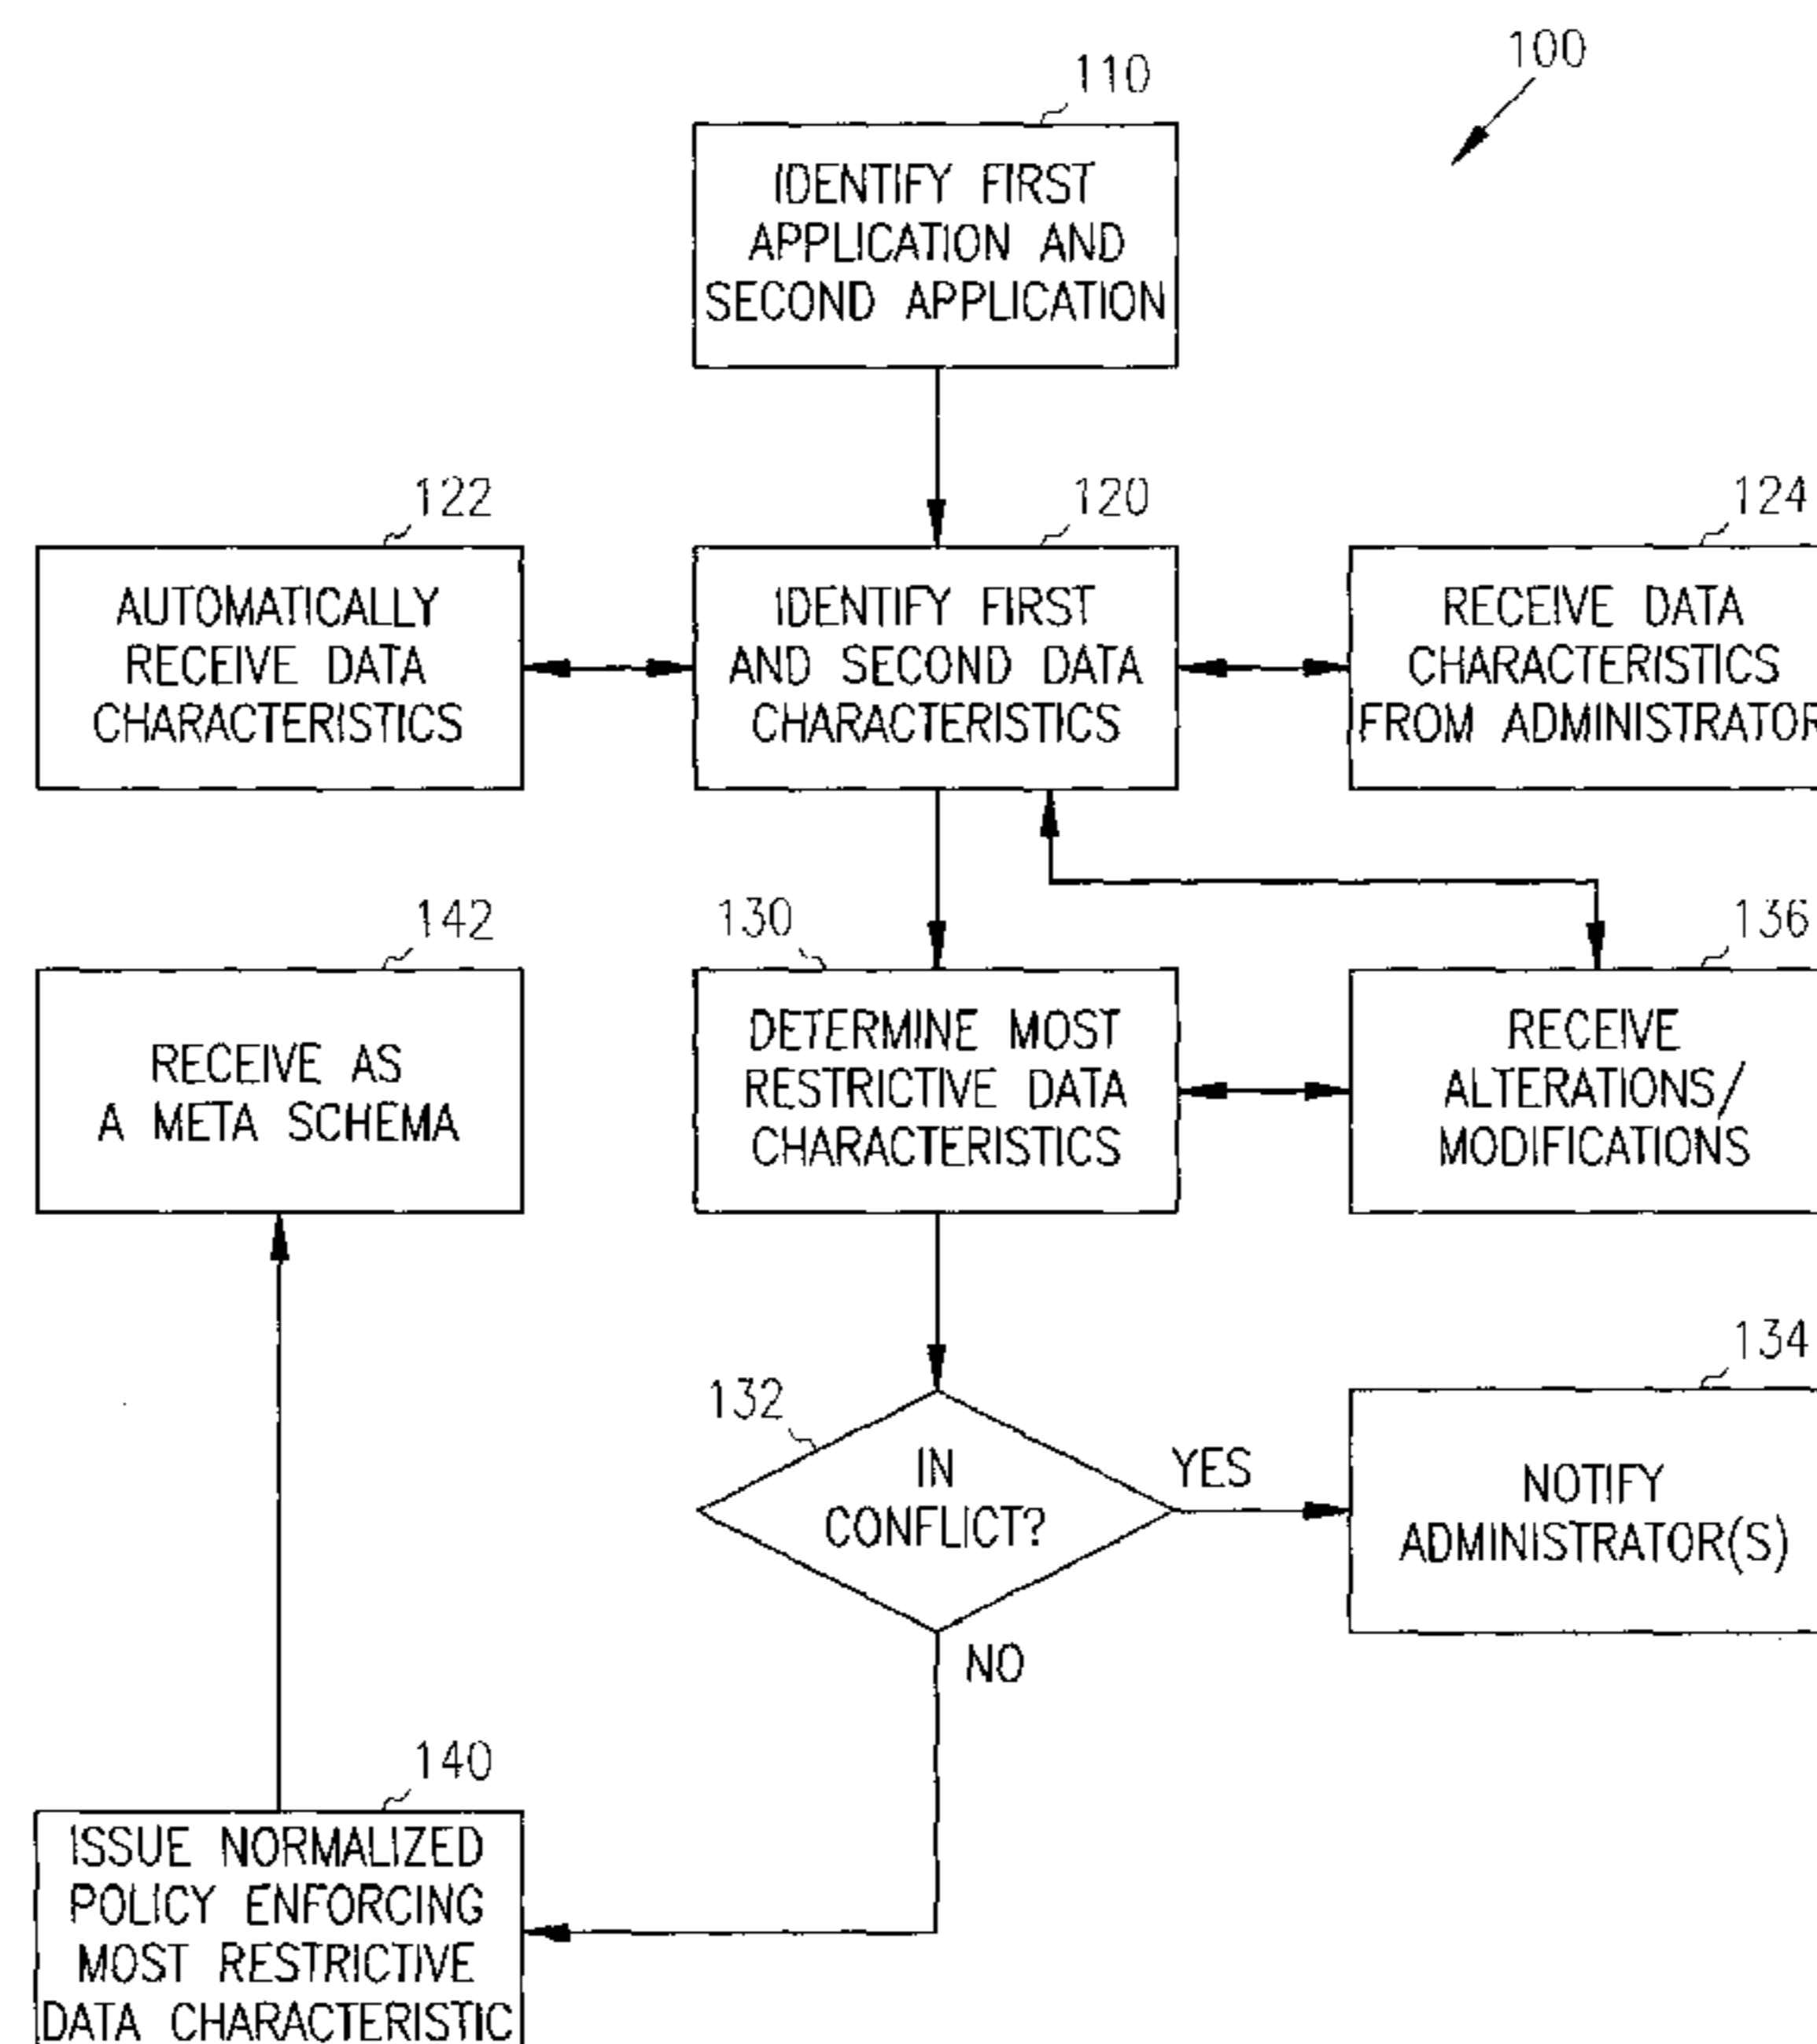 100
110
IDENTIFY FIRST
APPLICATION AND
SECOND APPLICATION
122
AUTOMATICALLY
RECEIVE DATA
CHARACTERISTICS
120
IDENTIFY FIRST
AND SECOND DATA
CHARACTERISTICS
124
RECEIVE DATA
CHARACTERISTICS
FROM ADMINISTRATOR
142
RECEIVE AS
A META SCHEMA
130
DETERMINE MOST
RESTRICTIVE DATA
CHARACTERISTICS
136
RECEIVE
ALTERATIONS/
MODIFICATIONS
132
IN
CONFLICT?
YES
NO
134
NOTIFY
ADMINISTRATOR(S)
140
ISSUE NORMALIZED
POLICY ENFORCING
MOST RESTRICTIVE
DATA CHARACTERISTIC